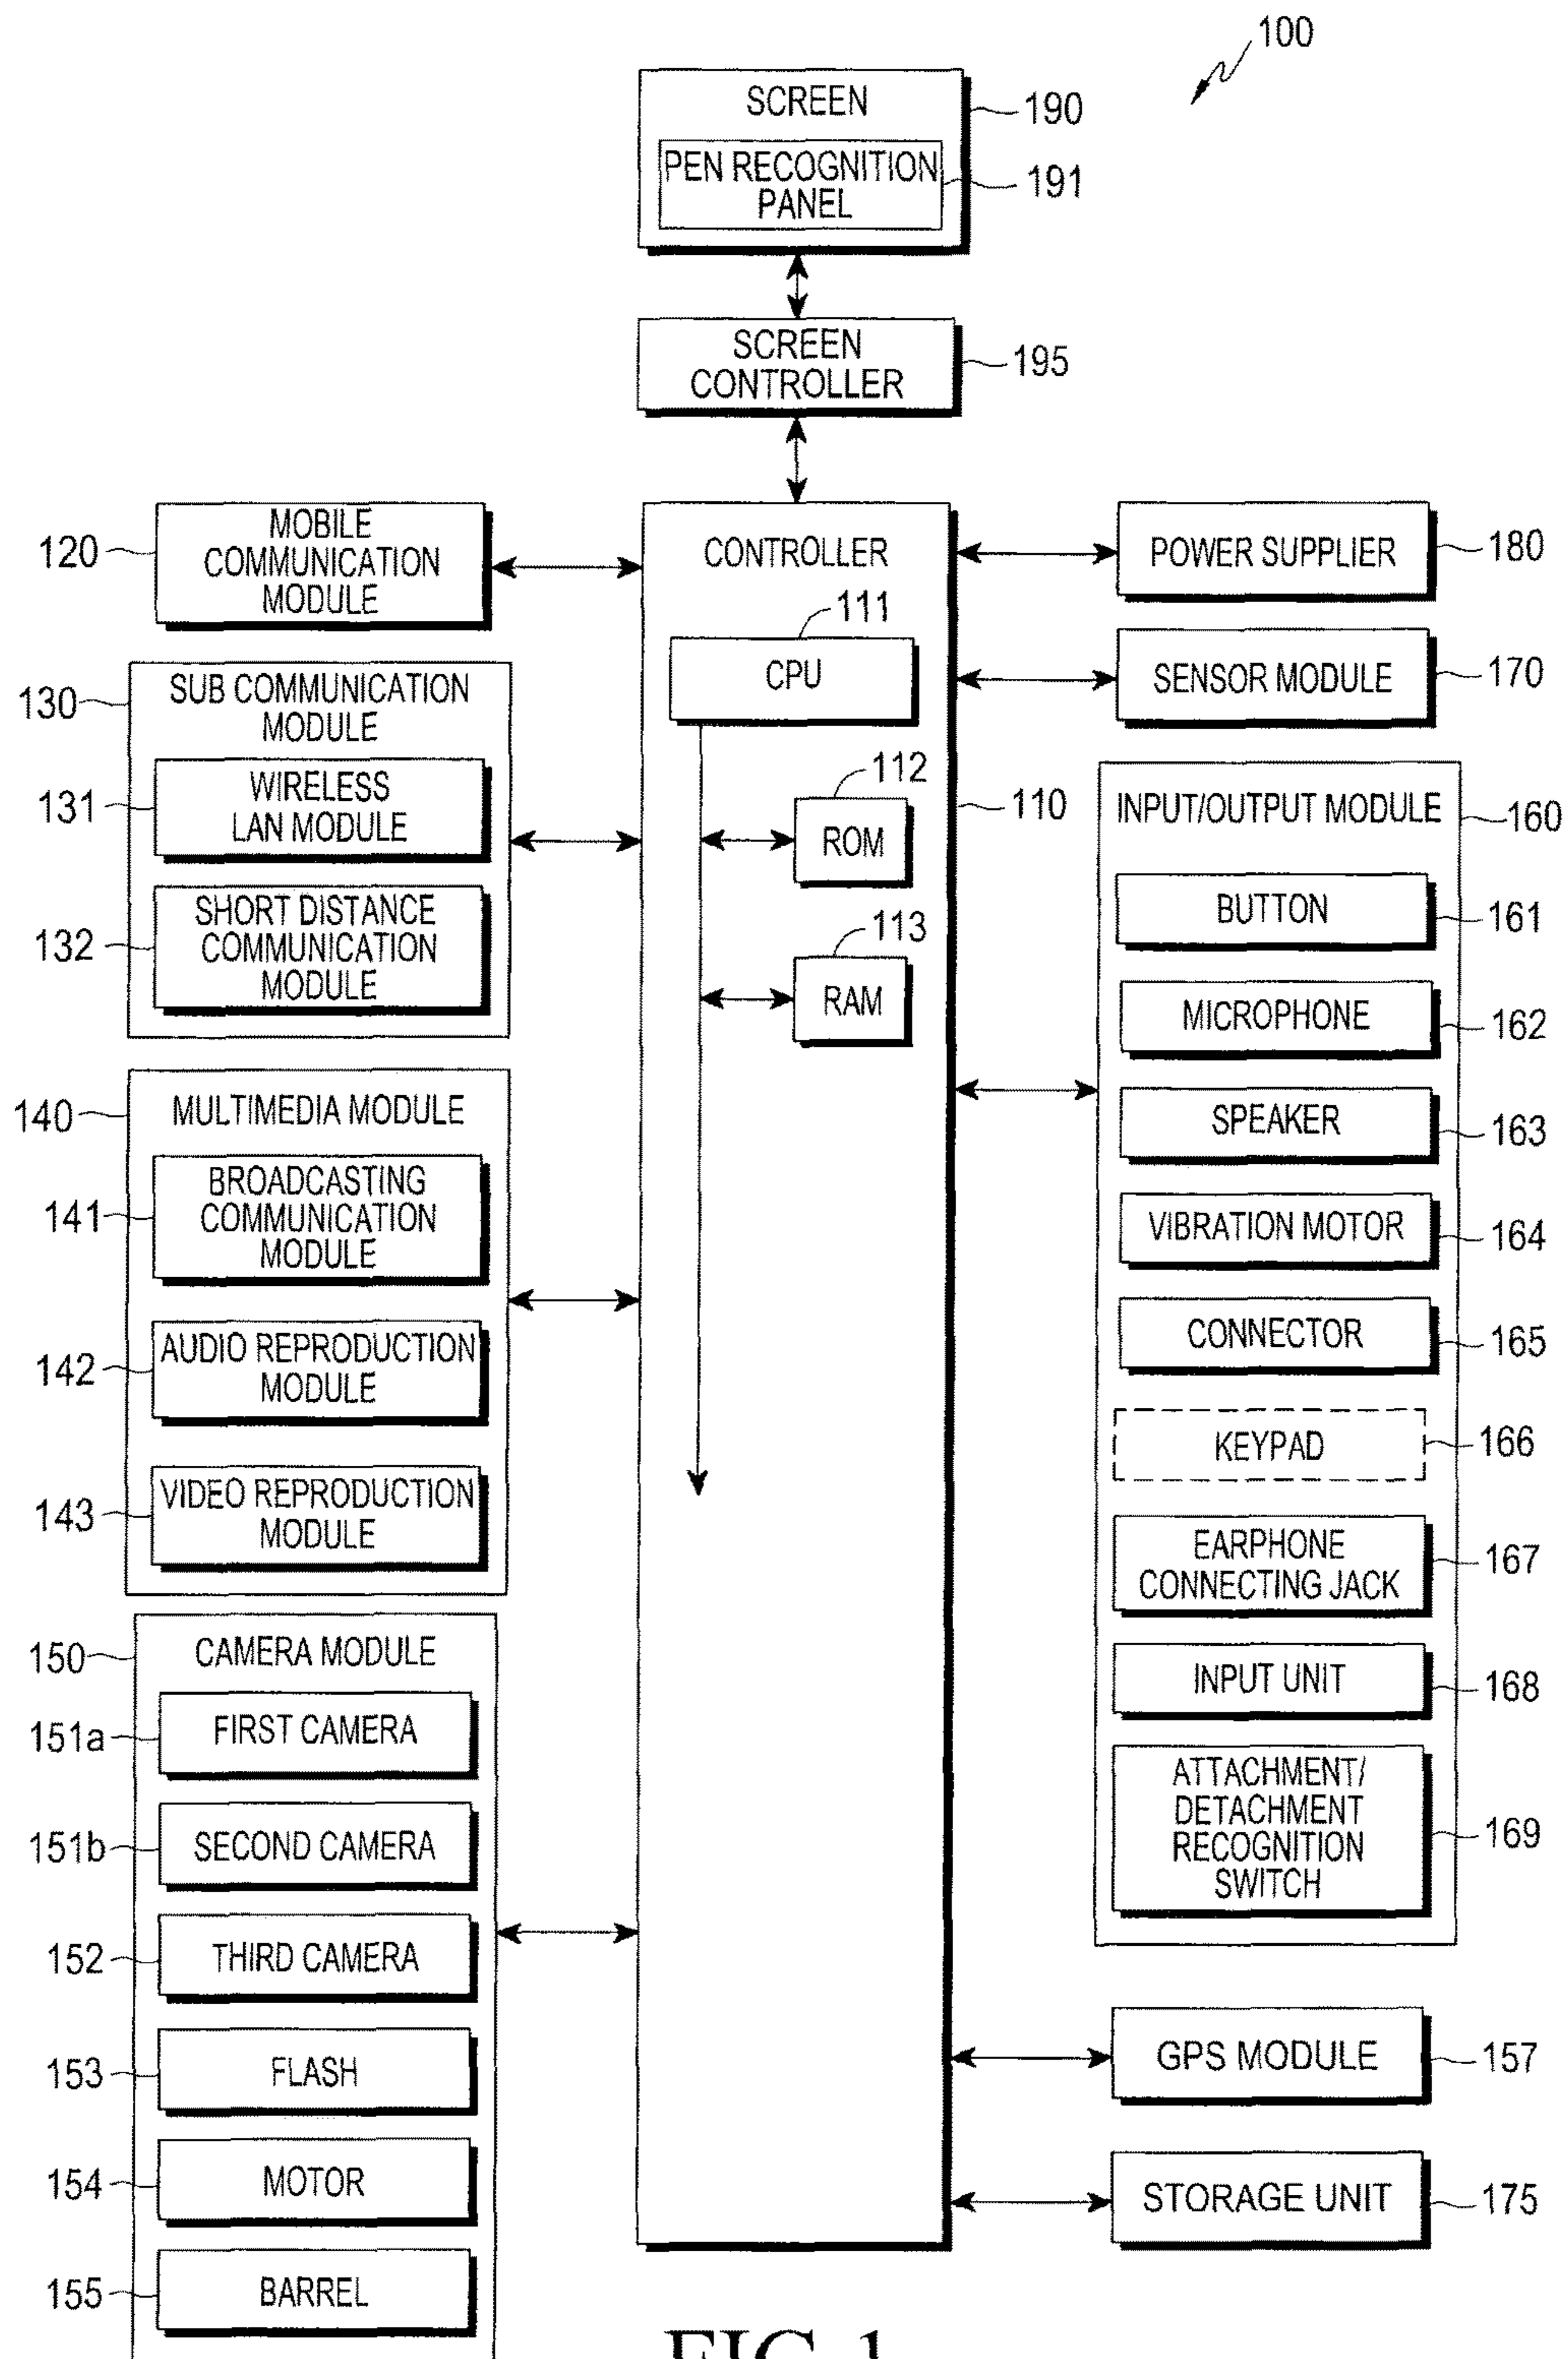 100
SCREEN
190
PEN RECOGNITION
PANEL
191
SCREEN
CONTROLLER
195
120
MOBILE
COMMUNICATION
MODULE
130
SUB COMMUNICATION
MODULE
131
WIRELESS
LAN MODULE
132
SHORT DISTANCE
COMMUNICATION
MODULE
140
MULTIMEDIA MODULE
141
BROADCASTING
COMMUNICATION
MODULE
142
AUDIO REPRODUCTION
MODULE
143
VIDEO REPRODUCTION
MODULE
150
CAMERA MODULE
151a
FIRST CAMERA
151b
SECOND CAMERA
152
THIRD CAMERA
153
FLASH
154
MOTOR
155
BARREL
CONTROLLER
111
CPU
112
ROM
113
RAM
110
POWER SUPPLIER
180
SENSOR MODULE
170
INPUT/OUTPUT MODULE
160
BUTTON
161
MICROPHONE
162
SPEAKER
163
VIBRATION MOTOR
164
CONNECTOR
165
KEYPAD
166
EARPHONE
CONNECTING JACK
167
INPUT UNIT
168
ATTACHMENT/
DETACHMENT
RECOGNITION
SWITCH
169
GPS MODULE
157
STORAGE UNIT
175
FIG. 1